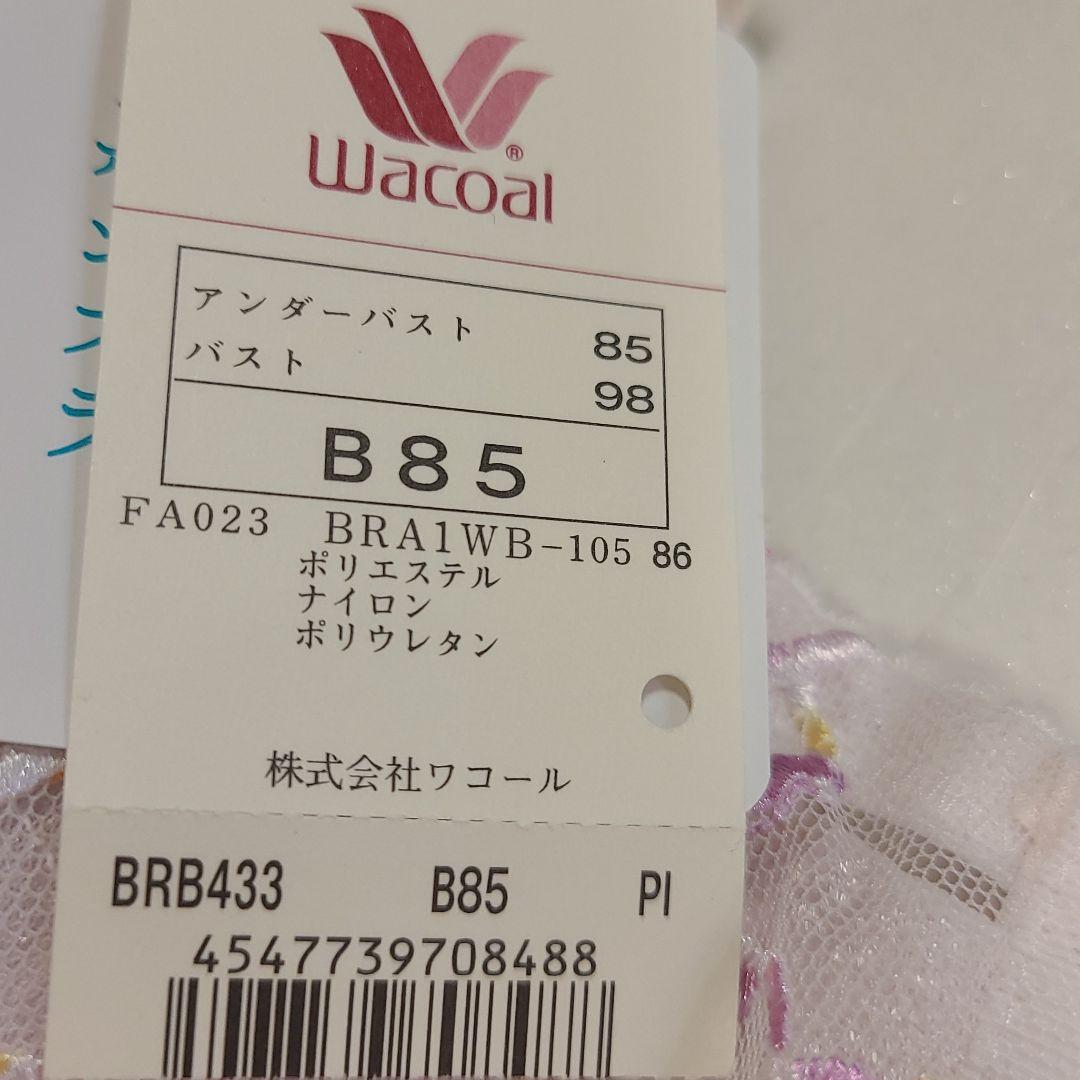 Wacoal®
アンダーバスト 85
バスト 98
B85
FA023 BRA1WB-105 86
ポリエステル
ナイロン
ポリウレタン
株式会社ワコール
BRB433 B85 PI
4547739708488